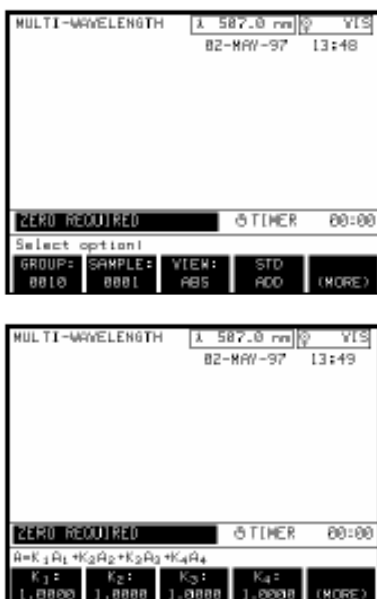 MULTI-WAVELENGTH λ 507.0 nm VIS
02-MAY-97 13:48
ZERO REQUIRED TIMER 00:00
Select option!
GROUP: SAMPLE: VIEW: STD
0010 0001 ABS ADD (MORE)
MULTI-WAVELENGTH λ 507.0 nm VIS
02-MAY-97 13:49
ZERO REQUIRED TIMER 00:00
A=K1A1+K2A2+K3A3+K4A4
K1: K2: K3: K4:
1.0000 1.0000 1.0000 1.0000 (MORE)